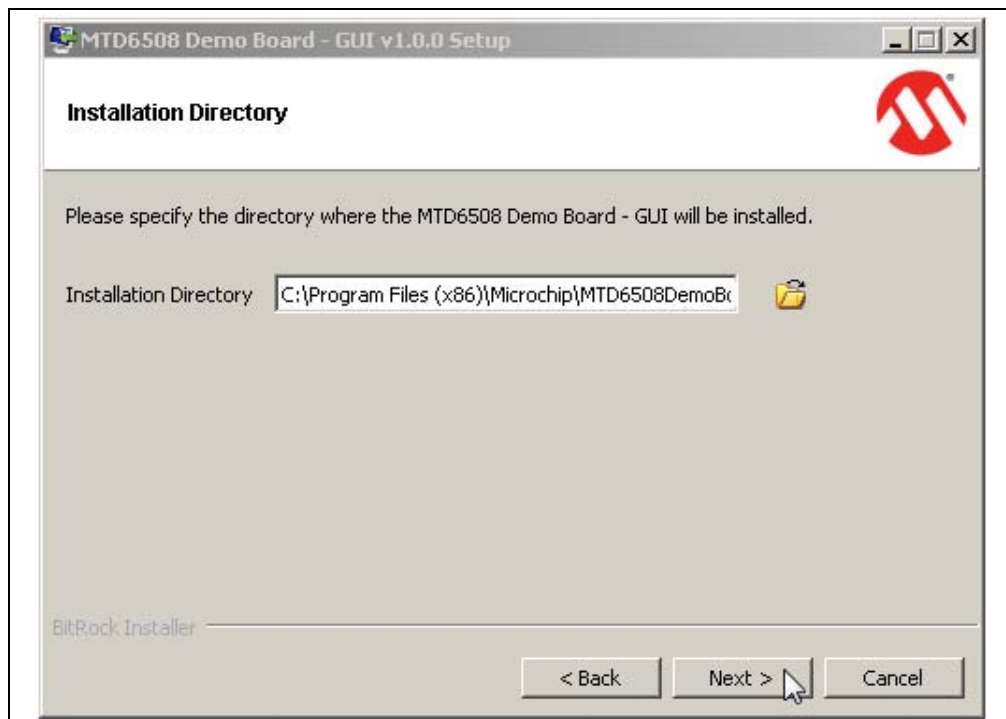 MTD6508 Demo Board - GUI v1.0.0 Setup
Installation Directory
Please specify the directory where the MTD6508 Demo Board - GUI will be installed.
Installation Directory C:\Program Files (x86)\Microchip\MTD6508DemoBo
BitRock Installer
< Back Next > Cancel